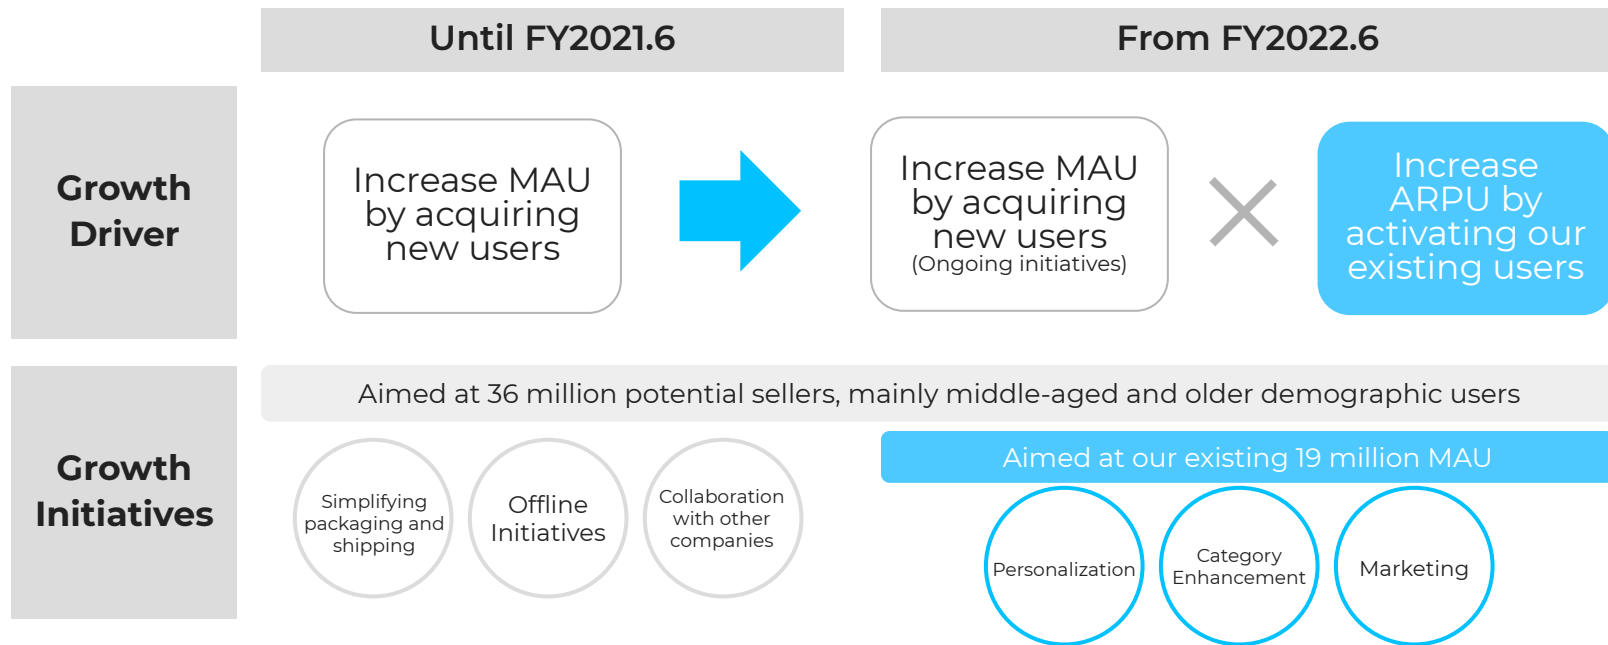 Until FY2021.6
From FY2022.6
Growth
Driver
Increase MAU
by acquiring
new users
Increase MAU
by acquiring
new users
(Ongoing initiatives)
Increase
ARPU by
activating our
existing users
Growth
Initiatives
Aimed at 36 million potential sellers, mainly middle-aged and older demographic users
Simplifying
packaging and
shipping
Offline
Initiatives
Collaboration
with other
companies
Aimed at our existing 19 million MAU
Personalization
Category
Enhancement
Marketing